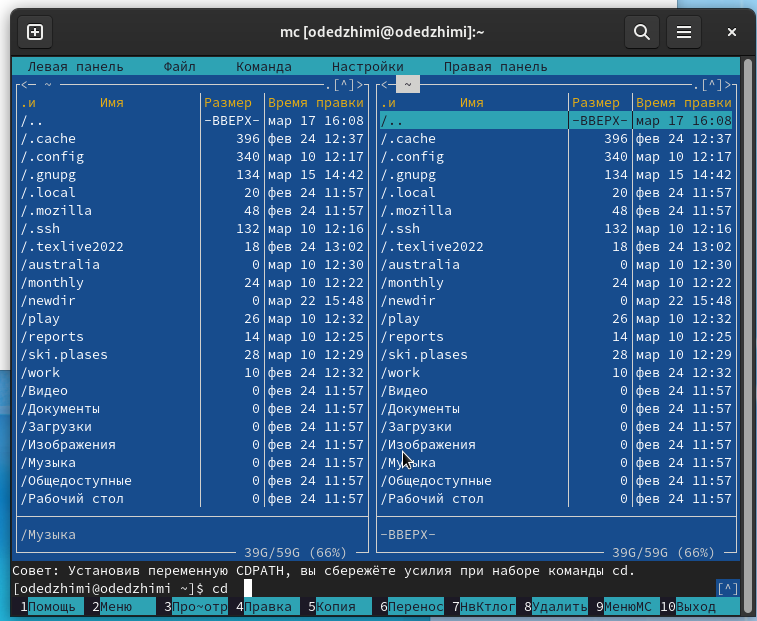 mc [odedzhimi@odedzhimi]:~
Левая панель Файл Команда Настройки Правая панель
<─ ~ .[^]> <─ ~ .[^]>
.и Имя Размер Время правки .и Имя Размер Время правки
/.. -ВВЕРХ- мар 17 16:08 /.. -ВВЕРХ- мар 17 16:08
/.cache 396 фев 24 12:37 /.cache 396 фев 24 12:37
/.config 340 мар 10 12:17 /.config 340 мар 10 12:17
/.gnupg 134 мар 15 14:42 /.gnupg 134 мар 15 14:42
/.local 20 фев 24 11:57 /.local 20 фев 24 11:57
/.mozilla 48 фев 24 11:57 /.mozilla 48 фев 24 11:57
/.ssh 132 мар 10 12:16 /.ssh 132 мар 10 12:16
/.texlive2022 18 фев 24 13:02 /.texlive2022 18 фев 24 13:02
/australia 0 мар 10 12:30 /australia 0 мар 10 12:30
/monthly 24 мар 10 12:22 /monthly 24 мар 10 12:22
/newdir 0 мар 22 15:48 /newdir 0 мар 22 15:48
/play 26 мар 10 12:32 /play 26 мар 10 12:32
/reports 14 мар 10 12:25 /reports 14 мар 10 12:25
/ski.plases 28 мар 10 12:29 /ski.plases 28 мар 10 12:29
/work 10 фев 24 12:32 /work 10 фев 24 12:32
/Видео 0 фев 24 11:57 /Видео 0 фев 24 11:57
/Документы 0 фев 24 11:57 /Документы 0 фев 24 11:57
/Загрузки 0 фев 24 11:57 /Загрузки 0 фев 24 11:57
/Изображения 0 фев 24 11:57 /Изображения 0 фев 24 11:57
/Музыка 0 фев 24 11:57 /Музыка 0 фев 24 11:57
/Общедоступные 0 фев 24 11:57 /Общедоступные 0 фев 24 11:57
/Рабочий стол 0 фев 24 11:57 /Рабочий стол 0 фев 24 11:57
/Музыка -ВВЕРХ-
39G/59G (66%) 39G/59G (66%)
Совет: Установив переменную CDPATH, вы сбережёте усилия при наборе команды cd.
[odedzhimi@odedzhimi ~]$ cd [^]
1Помощь 2Меню 3Про~отр 4Правка 5Копия 6Перенос 7НвКтлог 8Удалить 9МенюMC 10Выход